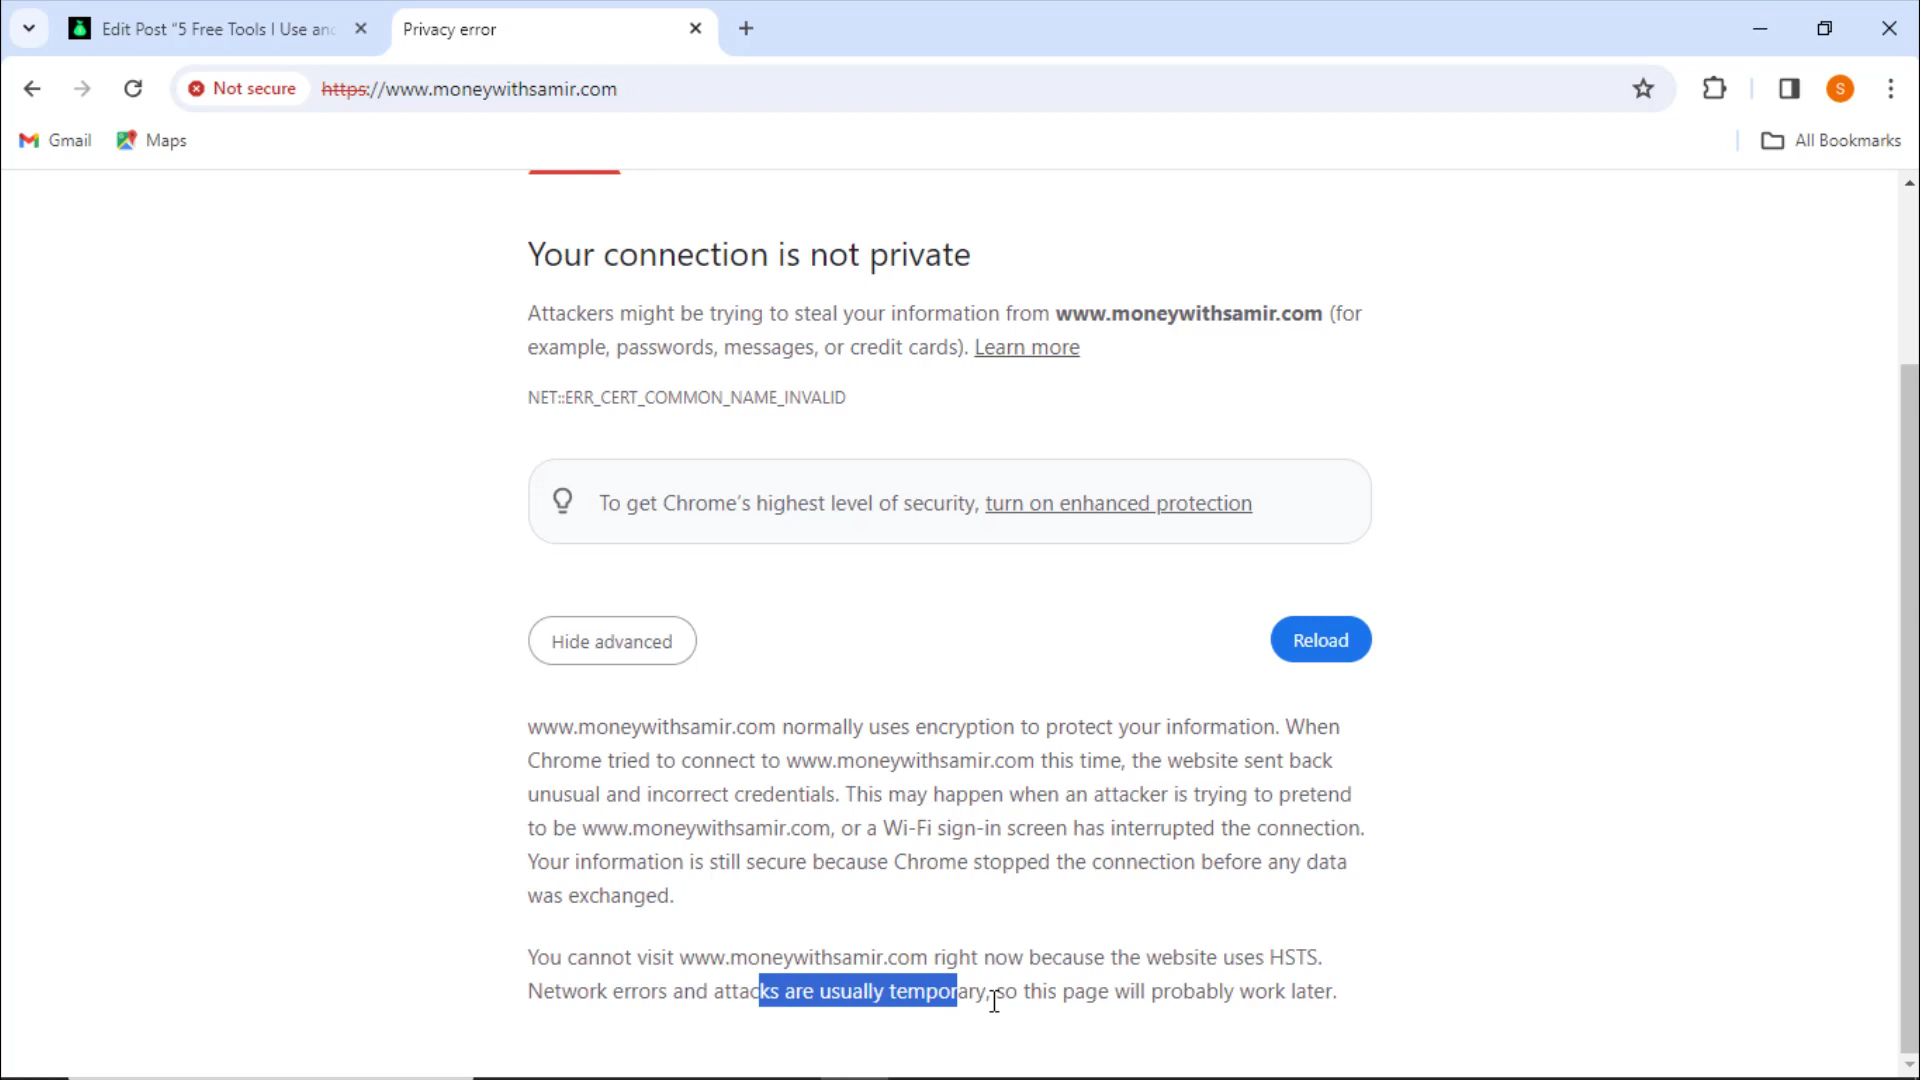 Edit Post “5 Free Tools I Use and
Privacy error
Not secure
https://www.moneywithsamir.com
S
Gmail
Maps
All Bookmarks
Your connection is not private
Attackers might be trying to steal your information from www.moneywithsamir.com (for
example, passwords, messages, or credit cards). Learn more
NET::ERR_CERT_COMMON_NAME_INVALID
To get Chrome’s highest level of security, turn on enhanced protection
Hide advanced
Reload
www.moneywithsamir.com normally uses encryption to protect your information. When
Chrome tried to connect to www.moneywithsamir.com this time, the website sent back
unusual and incorrect credentials. This may happen when an attacker is trying to pretend
to be www.moneywithsamir.com, or a Wi-Fi sign-in screen has interrupted the connection.
Your information is still secure because Chrome stopped the connection before any data
was exchanged.
You cannot visit www.moneywithsamir.com right now because the website uses HSTS.
Network errors and attacks are usually temporary, so this page will probably work later.